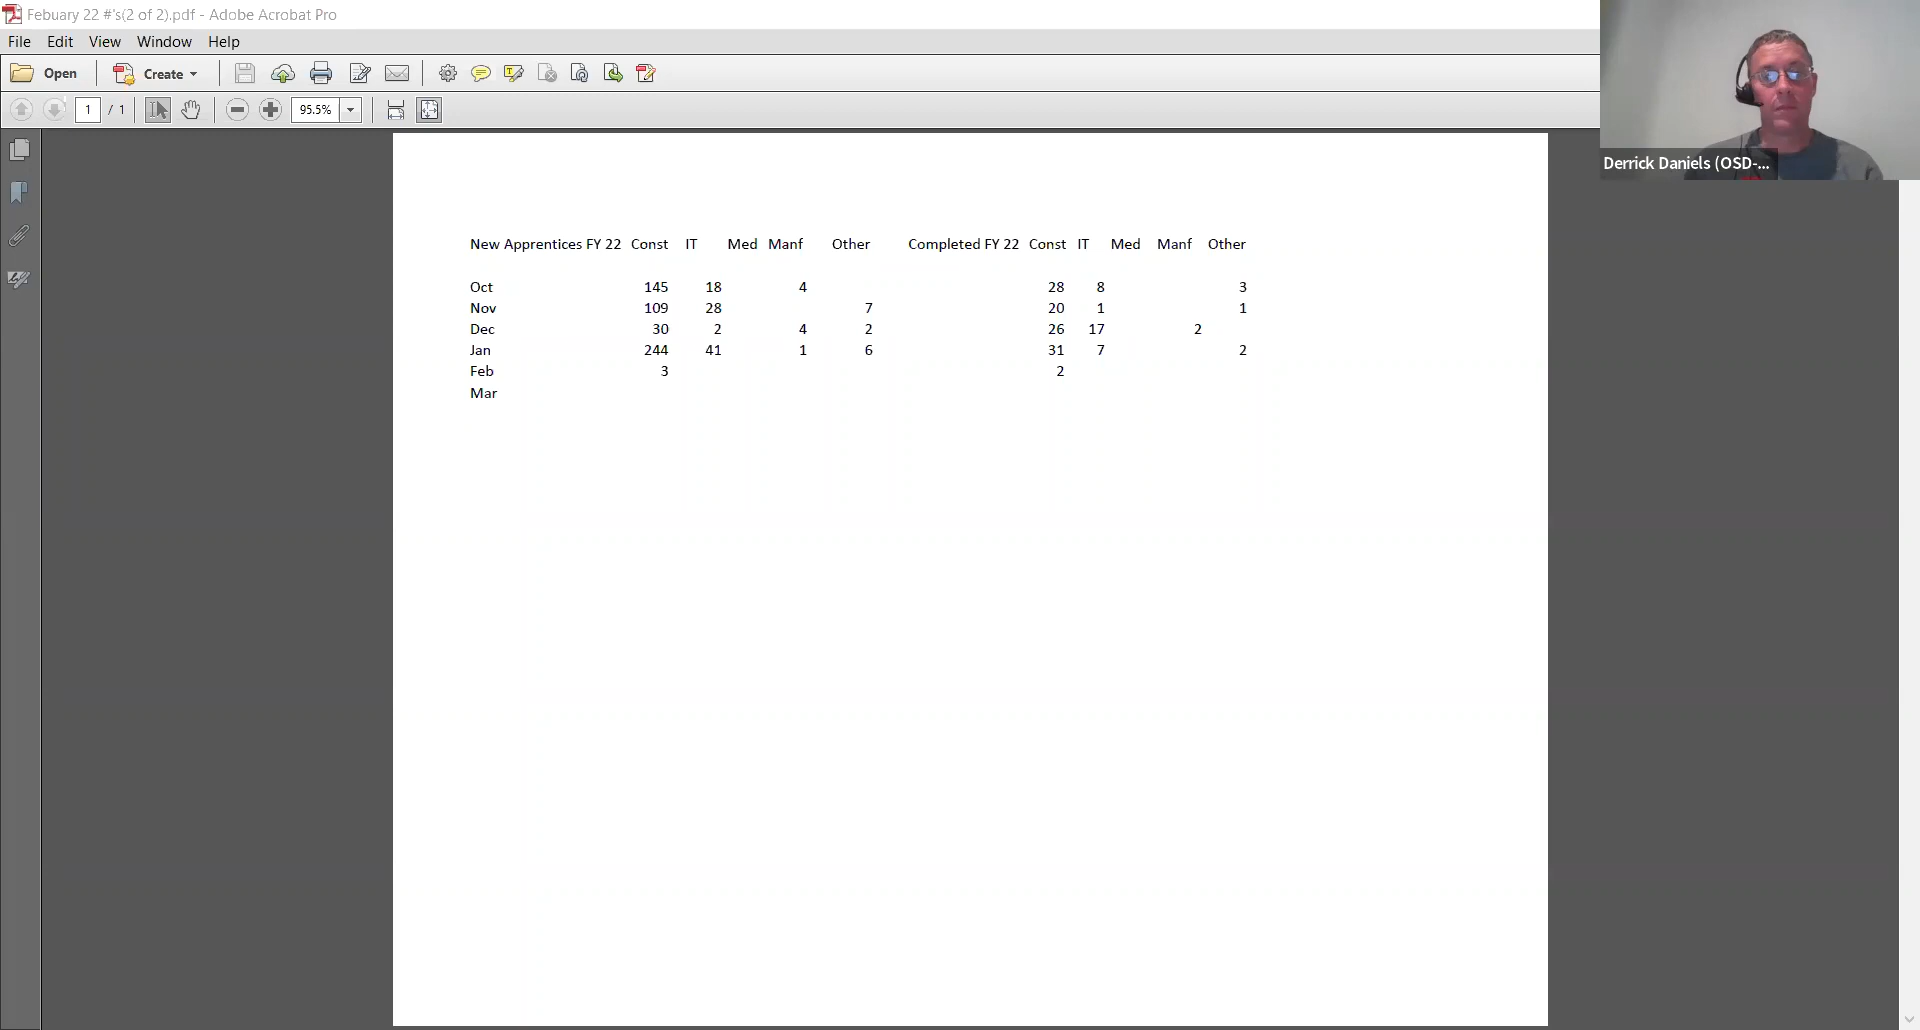 Febuary 22 #'s(2 of 2).pdf - Adobe Acrobat Pro
File Edit View Window Help
Open Create
1 / 1 95.5%
Derrick Daniels (OSD-...
New Apprentices FY 22 Const IT Med Manf Other Completed FY 22 Const IT Med Manf Other
Oct 145 18 4 28 8 3
Nov 109 28 7 20 1 1
Dec 30 2 4 2 26 17 2
Jan 244 41 1 6 31 7 2
Feb 3 2
Mar